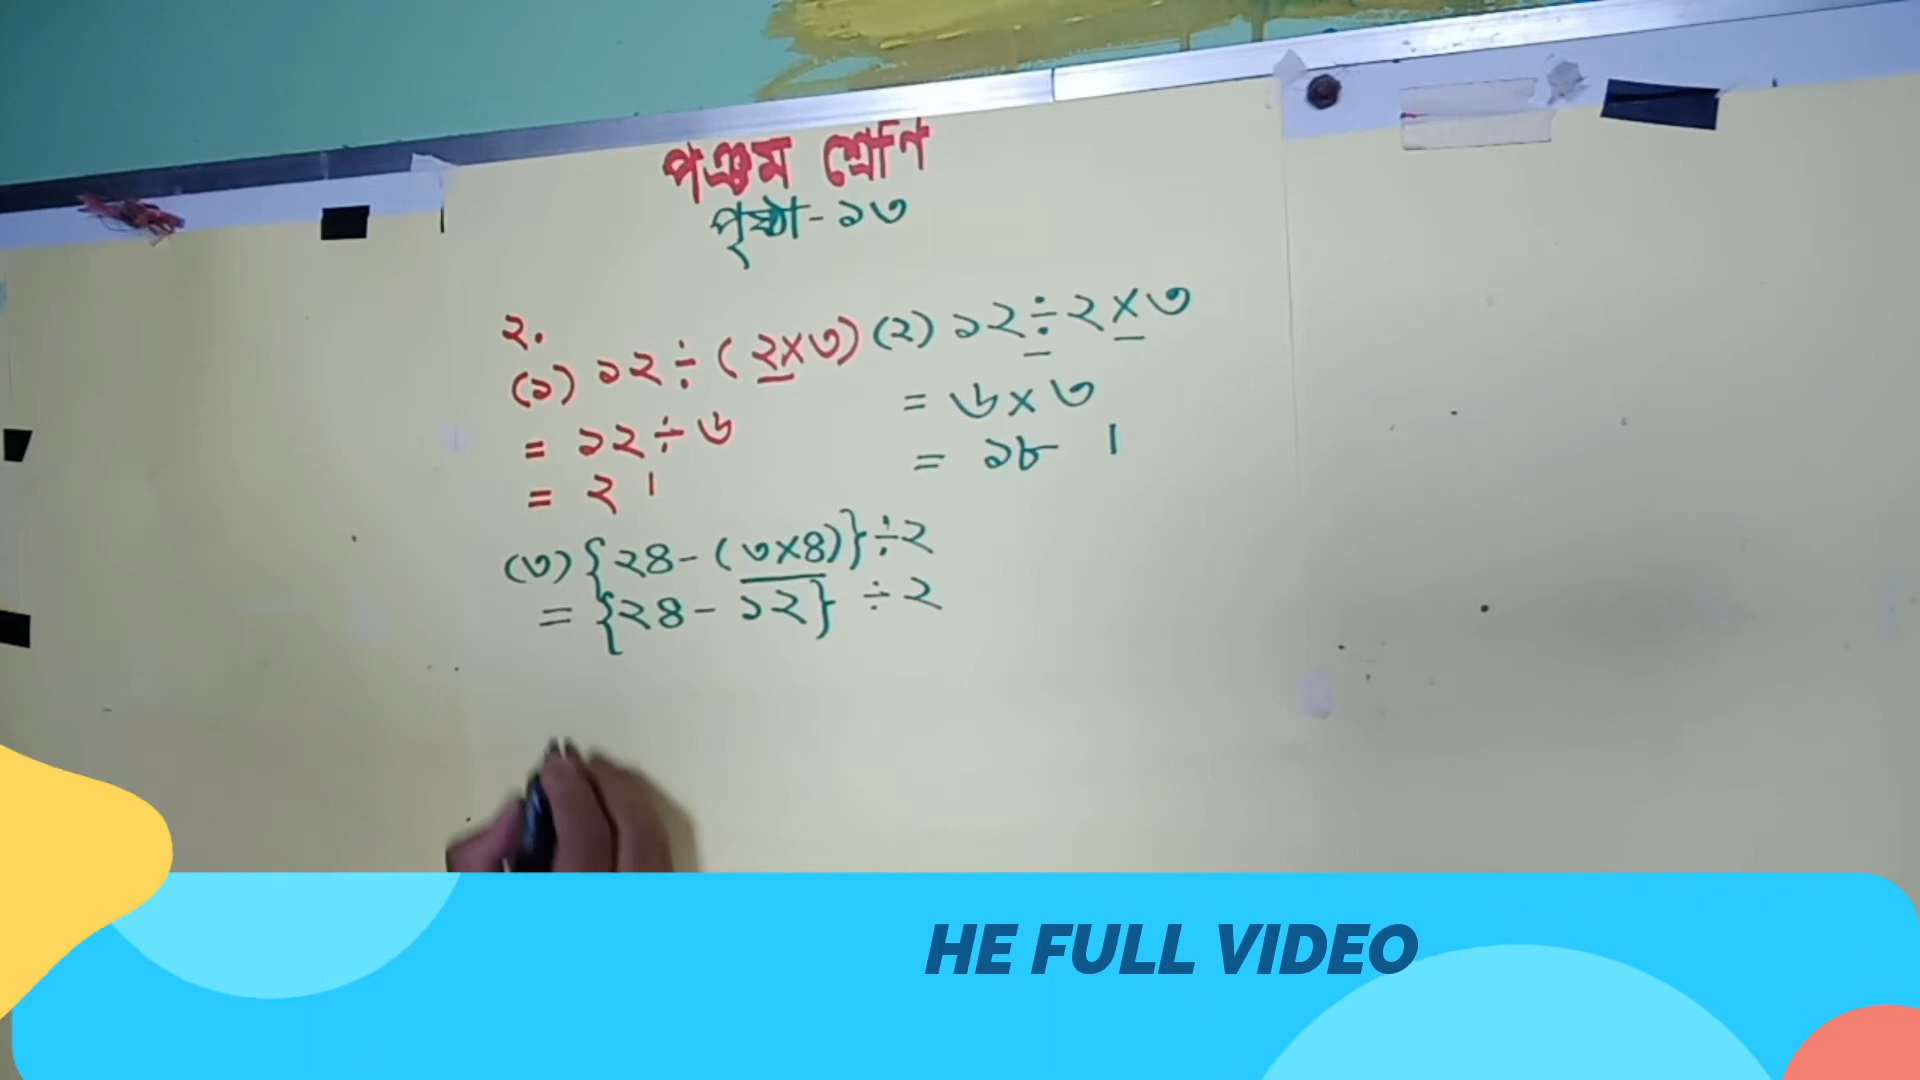 পঞ্চম শ্রেণি
পৃষ্ঠা-১৩
২.
(১) ১২÷(২×৩)
= ১২÷৬
= ২।
(২) ১২÷২×৩
= ৬×৩
= ১৮ ।
(৩) {২৪-(৩×৪)}÷২
= {২৪-১২} ÷২
HE FULL VIDEO